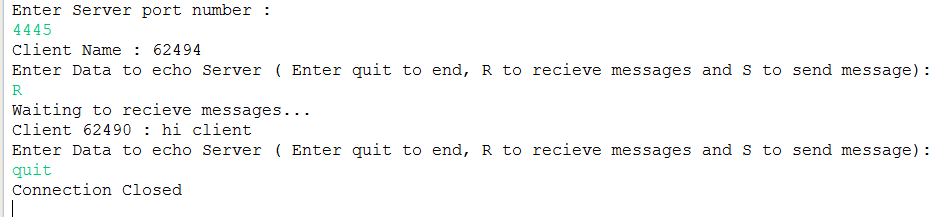 Enter Server port number :
4445
Client Name : 62494
Enter Data to echo Server ( Enter quit to end, R to recieve messages and S to send message):
R
Waiting to recieve messages...
Client 62490 : hi client
Enter Data to echo Server ( Enter quit to end, R to recieve messages and S to send message):
quit
Connection Closed